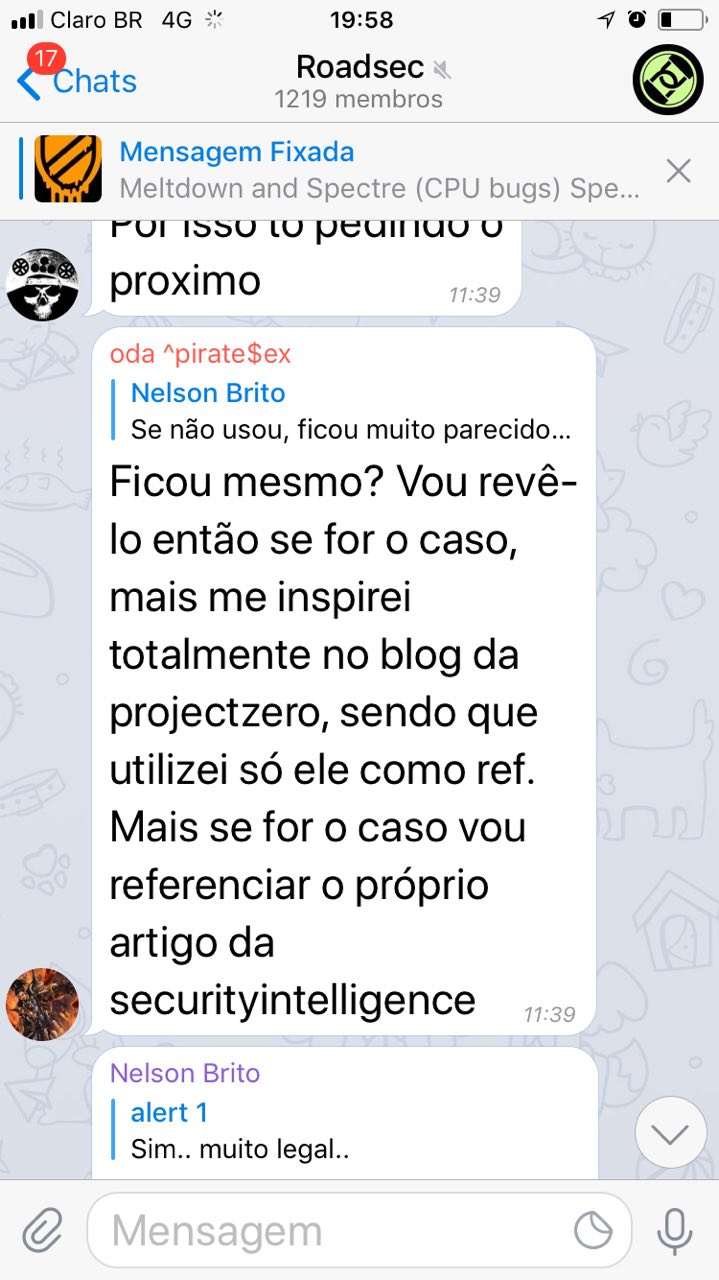 Claro BR 4G 19:58
17
Chats
Roadsec
1219 membros
Mensagem Fixada
Meltdown and Spectre (CPU bugs) Spe...
Por isso to pedindo o
proximo
11:39
oda ^pirate$ex
Nelson Brito
Se não usou, ficou muito parecido...
Ficou mesmo? Vou revê-
lo então se for o caso,
mais me inspirei
totalmente no blog da
projectzero, sendo que
utilizei só ele como ref.
Mais se for o caso vou
referenciar o próprio
artigo da
securityintelligence
11:39
Nelson Brito
alert 1
Sim.. muito legal..
Mensagem